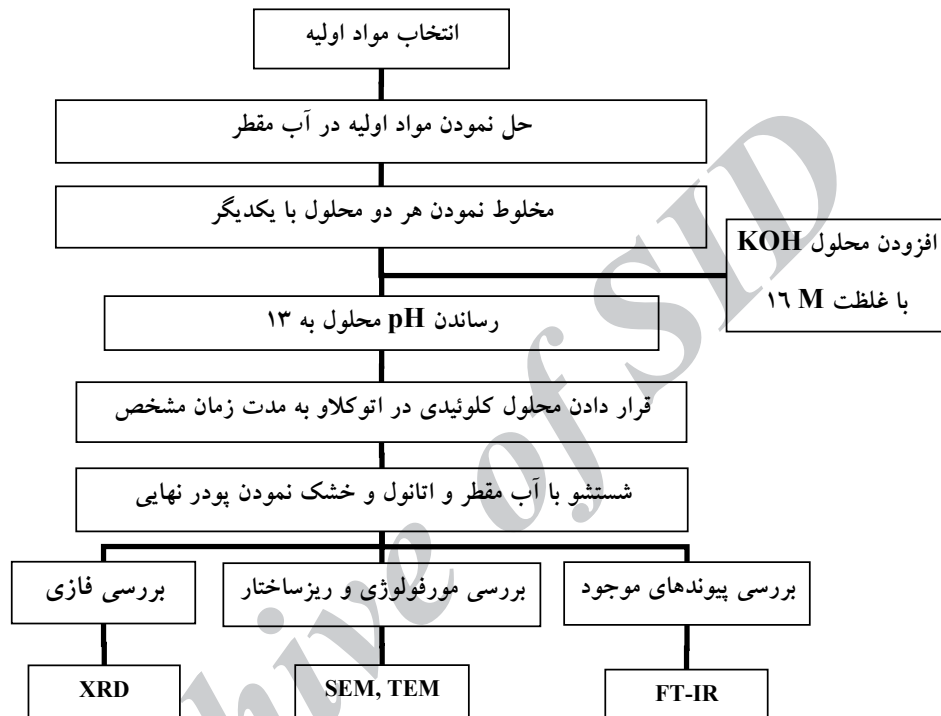 انتخاب مواد اولیه
حل نمودن مواد اولیه در آب مقطر
مخلوط نمودن هر دو محلول با یکدیگر
افزودن محلول KOH
با غلظت ۱۶ M
رساندن pH محلول به ۱۳
قرار دادن محلول کلوئیدی در اتوکلاو به مدت زمان مشخص
شستشو با آب مقطر و اتانول و خشک نمودن پودر نهایی
بررسی پیوندهای موجود
بررسی مورفولوژی و ریزساختار
بررسی فازی
FT-IR
SEM, TEM
XRD
Archive of SID